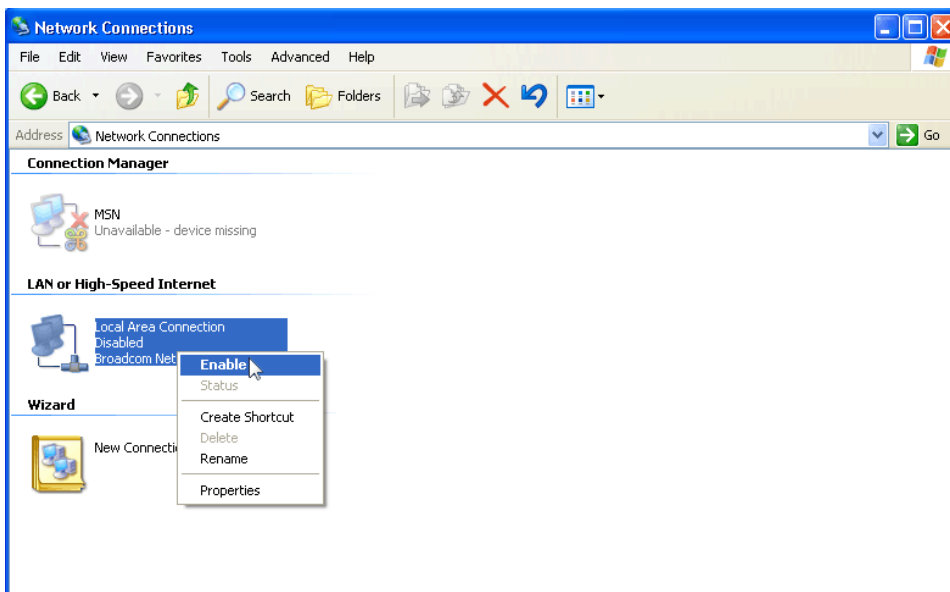 Network Connections
File Edit View Favorites Tools Advanced Help
Back Search Folders
Address Network Connections Go
Connection Manager
MSN
Unavailable - device missing
LAN or High-Speed Internet
Local Area Connection
Disabled
Broadcom Net
Enable
Status
Create Shortcut
Delete
Rename
Properties
Wizard
New Connecti